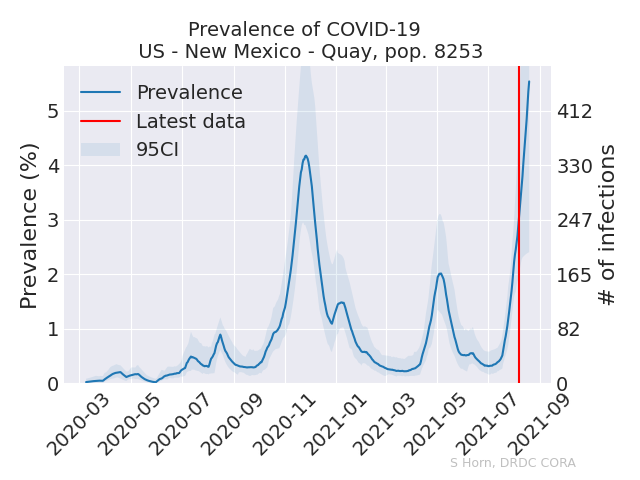 Prevalence of COVID-19
US - New Mexico - Quay, pop. 8253
Prevalence
Latest data
95CI
Prevalence (%)
5
4
3
2
1
0
412
330
247
165
82
0
# of infections
2020-03
2020-05
2020-07
2020-09
2020-11
2021-01
2021-03
2021-05
2021-07
2021-09
S Horn, DRDC CORA